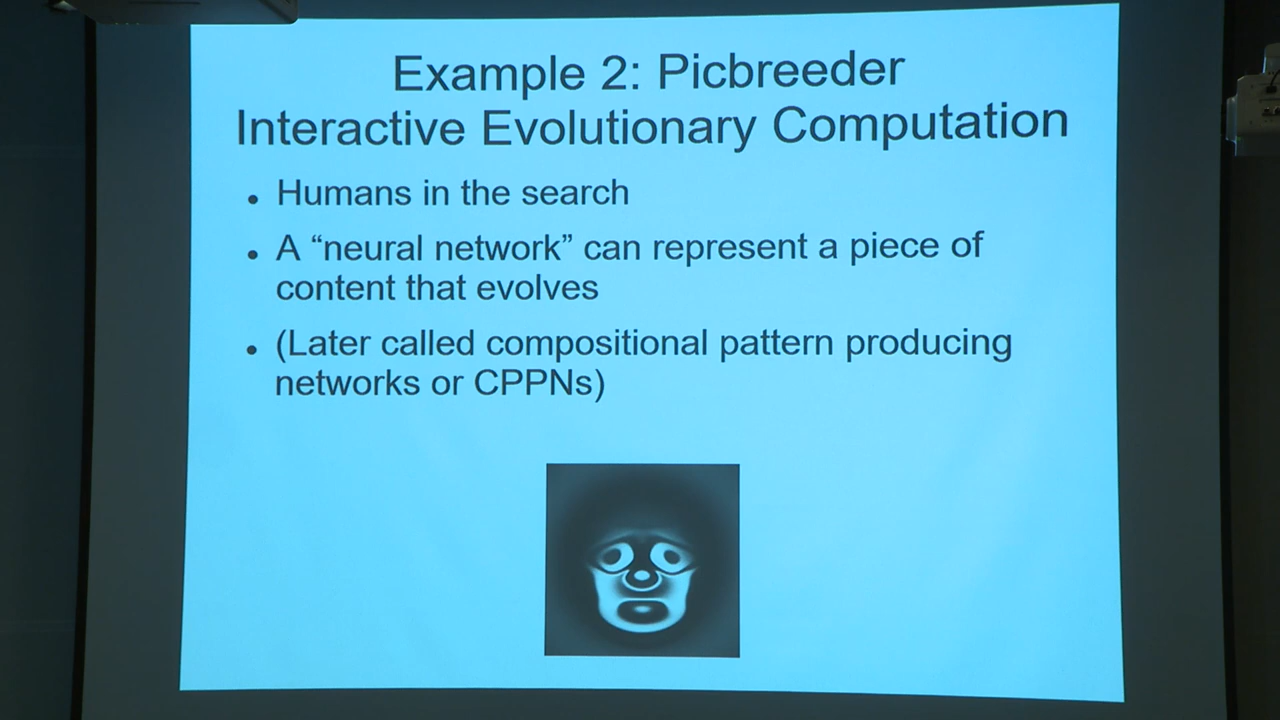 Example 2: Picbreeder
Interactive Evolutionary Computation
• Humans in the search
• A “neural network” can represent a piece of
content that evolves
• (Later called compositional pattern producing
networks or CPPNs)